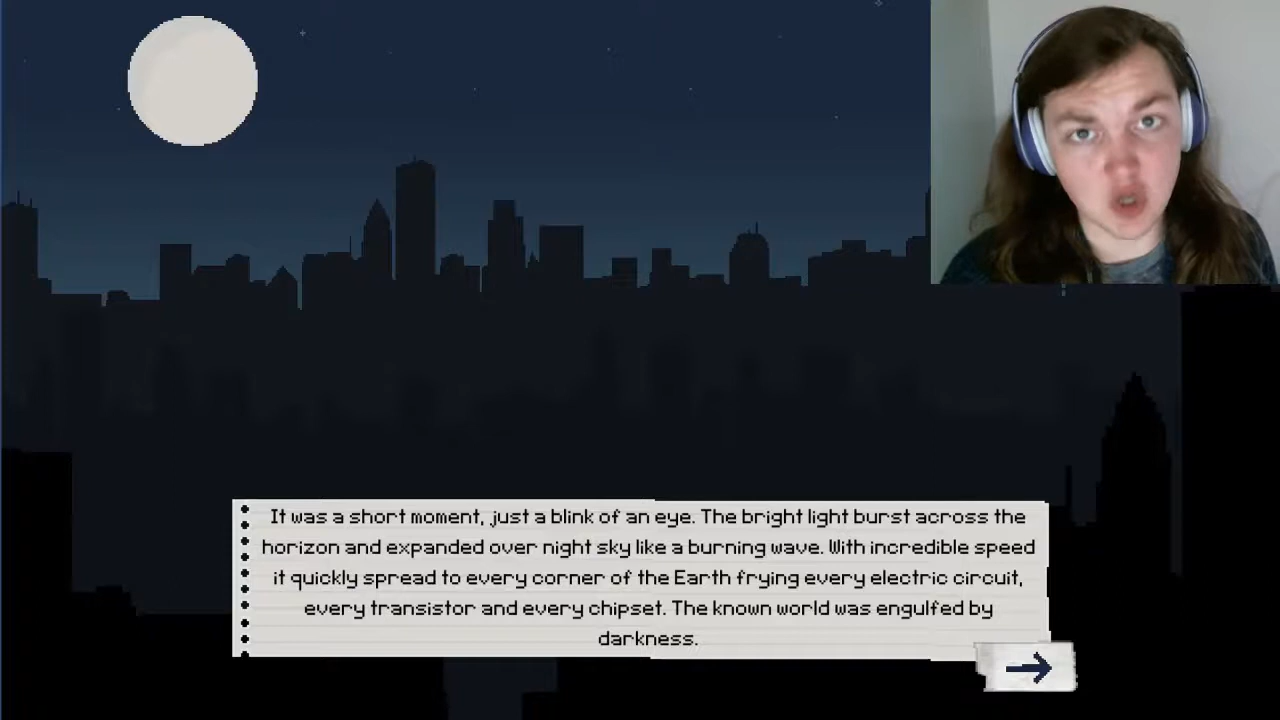 It was a short moment, just a blink of an eye. The bright light burst across the
horizon and expanded over night sky like a burning wave. With incredible speed
it quickly spread to every corner of the Earth frying every electric circuit,
every transistor and every chipset. The known world was engulfed by
darkness.